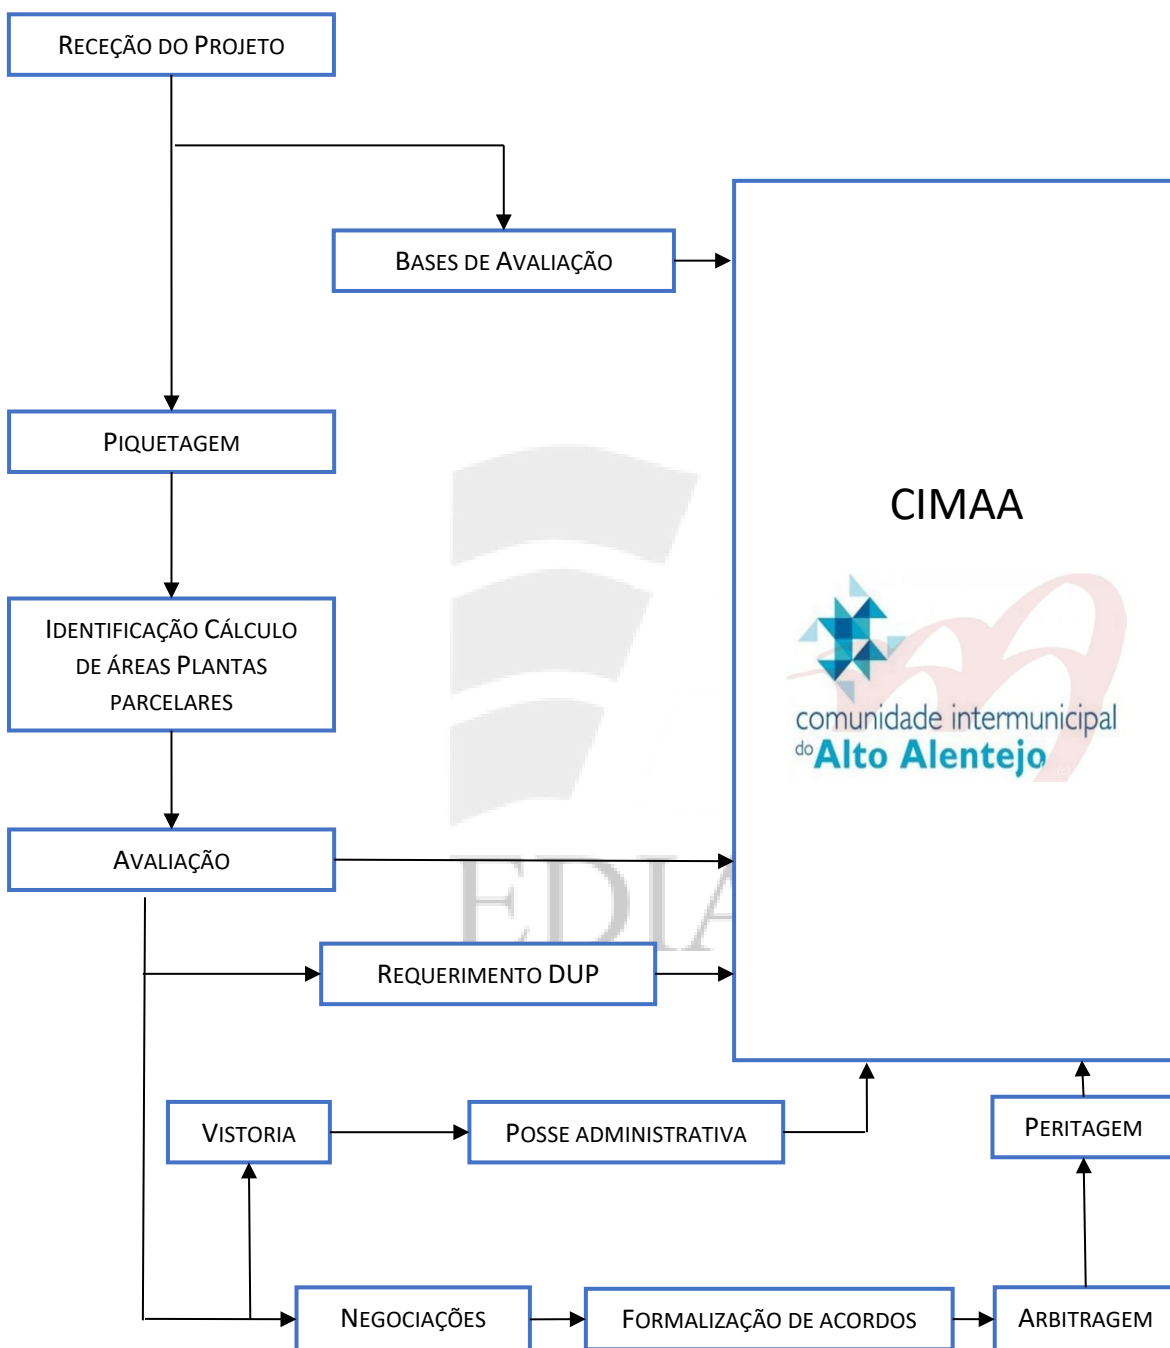 RECEÇÃO DO PROJETO
BASES DE AVALIAÇÃO
PIQUETAGEM
CIMAA
IDENTIFICAÇÃO CÁLCULO
DE ÁREAS PLANTAS
PARCELARES
comunidade intermunicipal
do Alto Alentejo
AVALIAÇÃO
EDIA
REQUERIMENTO DUP
VISTORIA
POSSE ADMINISTRATIVA
PERITAGEM
NEGOCIAÇÕES
FORMALIZAÇÃO DE ACORDOS
ARBITRAGEM